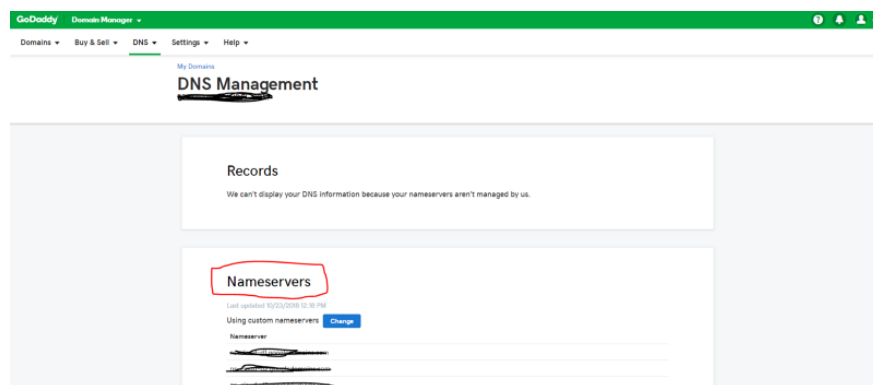 GoDaddy Domain Manager
Domains Buy & Sell DNS Settings Help
My Domains
DNS Management
Records
We can't display your DNS information because your nameservers aren't managed by us.
Nameservers
Last updated 10/23/2018 12:18 PM
Using custom nameservers Change
Nameserver